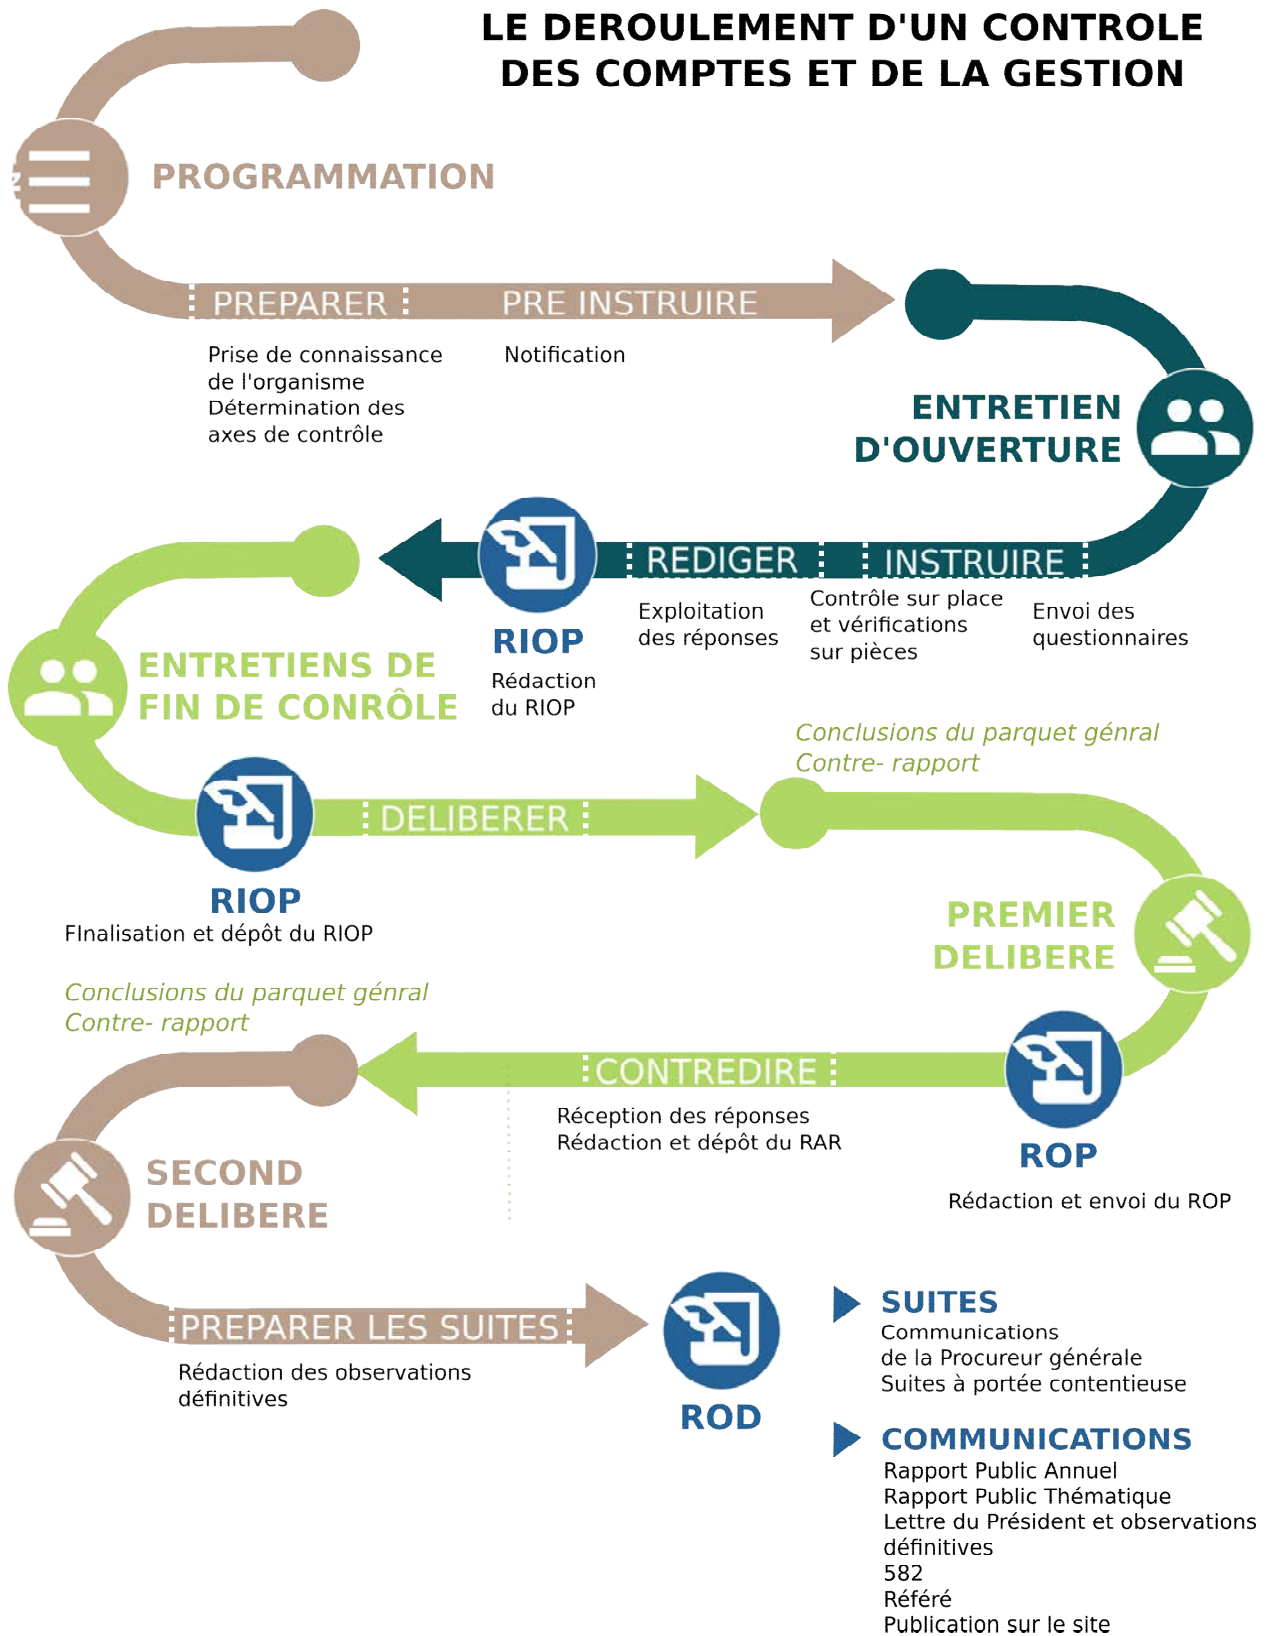 LE DEROULEMENT D'UN CONTROLE
DES COMPTES ET DE LA GESTION
PROGRAMMATION
PREPARER
PRE INSTRUIRE
Prise de connaissance
de l'organisme
Détermination des
axes de contrôle
Notification
ENTRETIEN
D'OUVERTURE
INSTRUIRE
Envoi des
questionnaires
Contrôle sur place
et vérifications
sur pièces
REDIGER
Exploitation
des réponses
RIOP
Rédaction
du RIOP
ENTRETIENS DE
FIN DE CONRÔLE
RIOP
FInalisation et dépôt du RIOP
DELIBERER
Conclusions du parquet génral
Contre- rapport
PREMIER
DELIBERE
ROP
Rédaction et envoi du ROP
CONTREDIRE
Réception des réponses
Rédaction et dépôt du RAR
Conclusions du parquet génral
Contre- rapport
SECOND
DELIBERE
PREPARER LES SUITES
Rédaction des observations
définitives
ROD
SUITES
Communications
de la Procureur générale
Suites à portée contentieuse
COMMUNICATIONS
Rapport Public Annuel
Rapport Public Thématique
Lettre du Président et observations
définitives
582
Référé
Publication sur le site